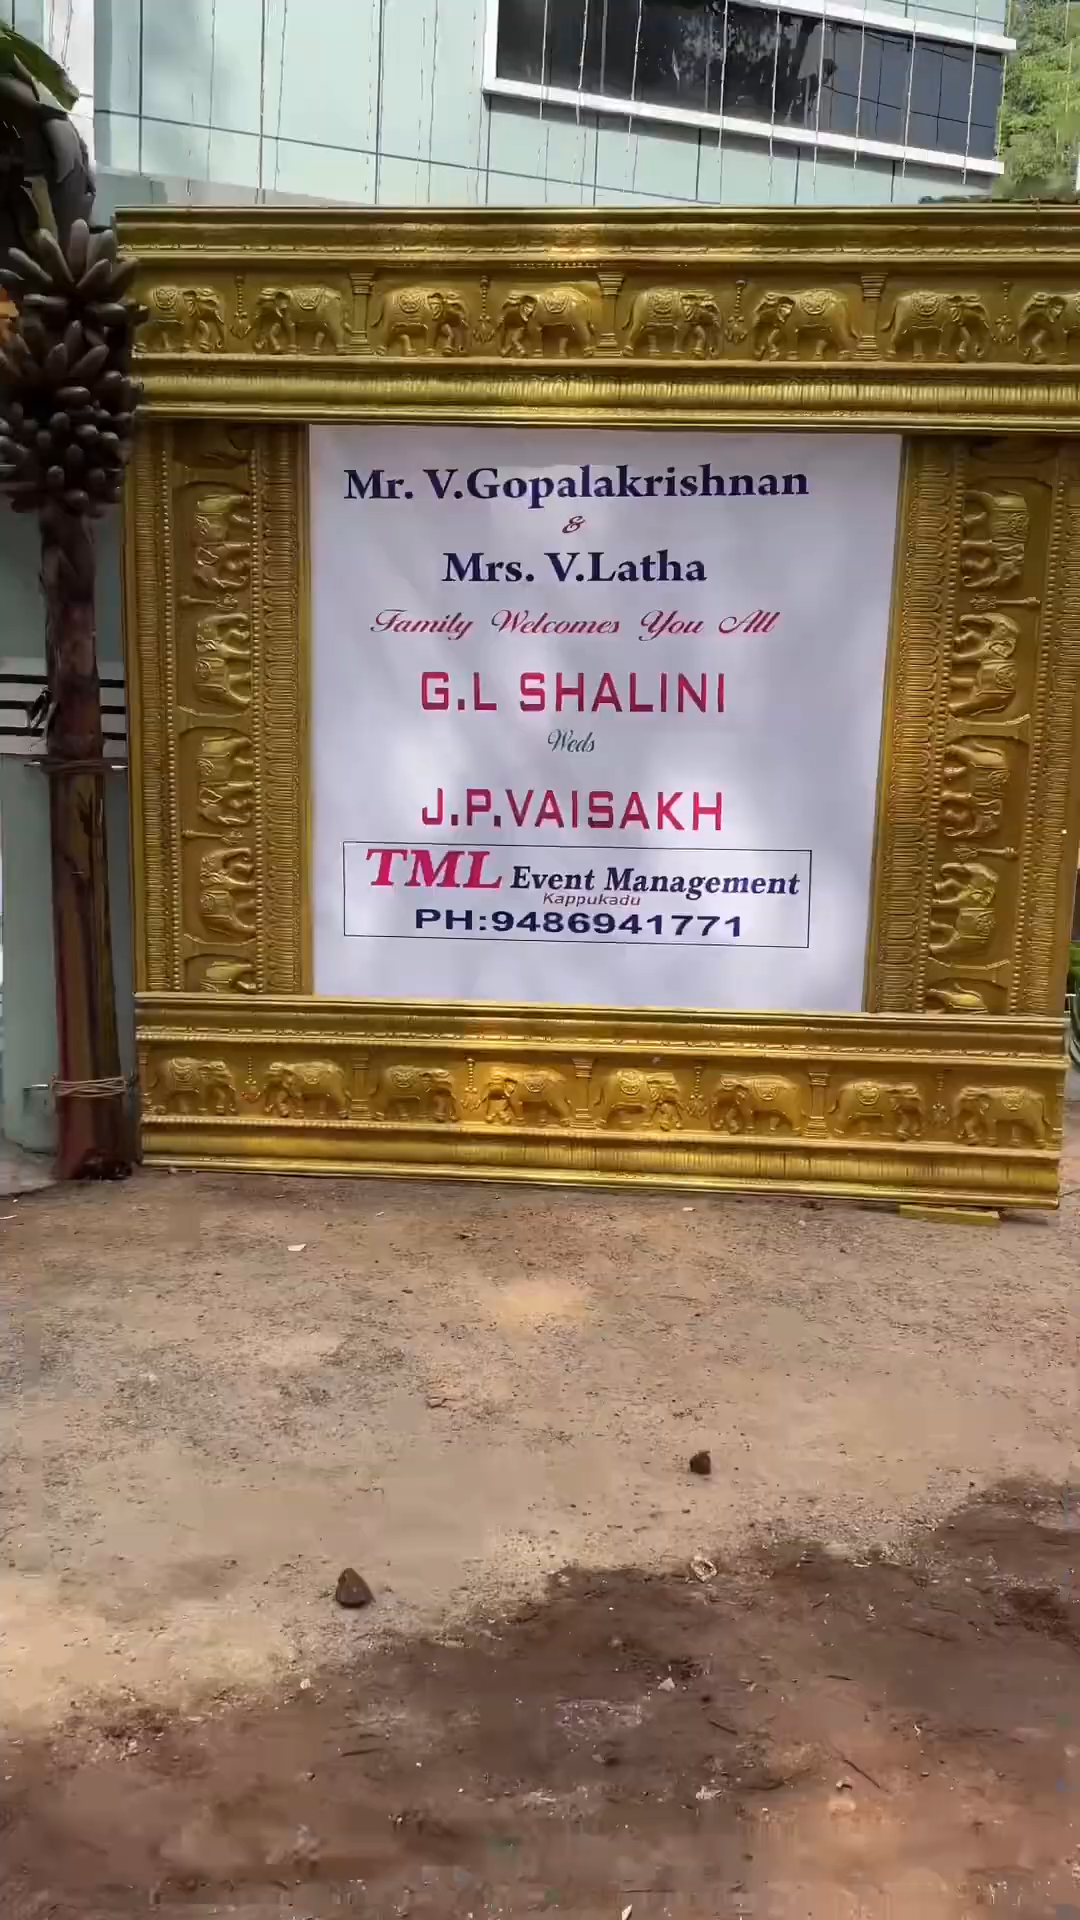 Mr. V.Gopalakrishnan
&
Mrs. V.Latha
Family Welcomes You All
G.L SHALINI
Weds
J.P.VAISAKH
TML Event Management
Kappukadu
PH:9486941771